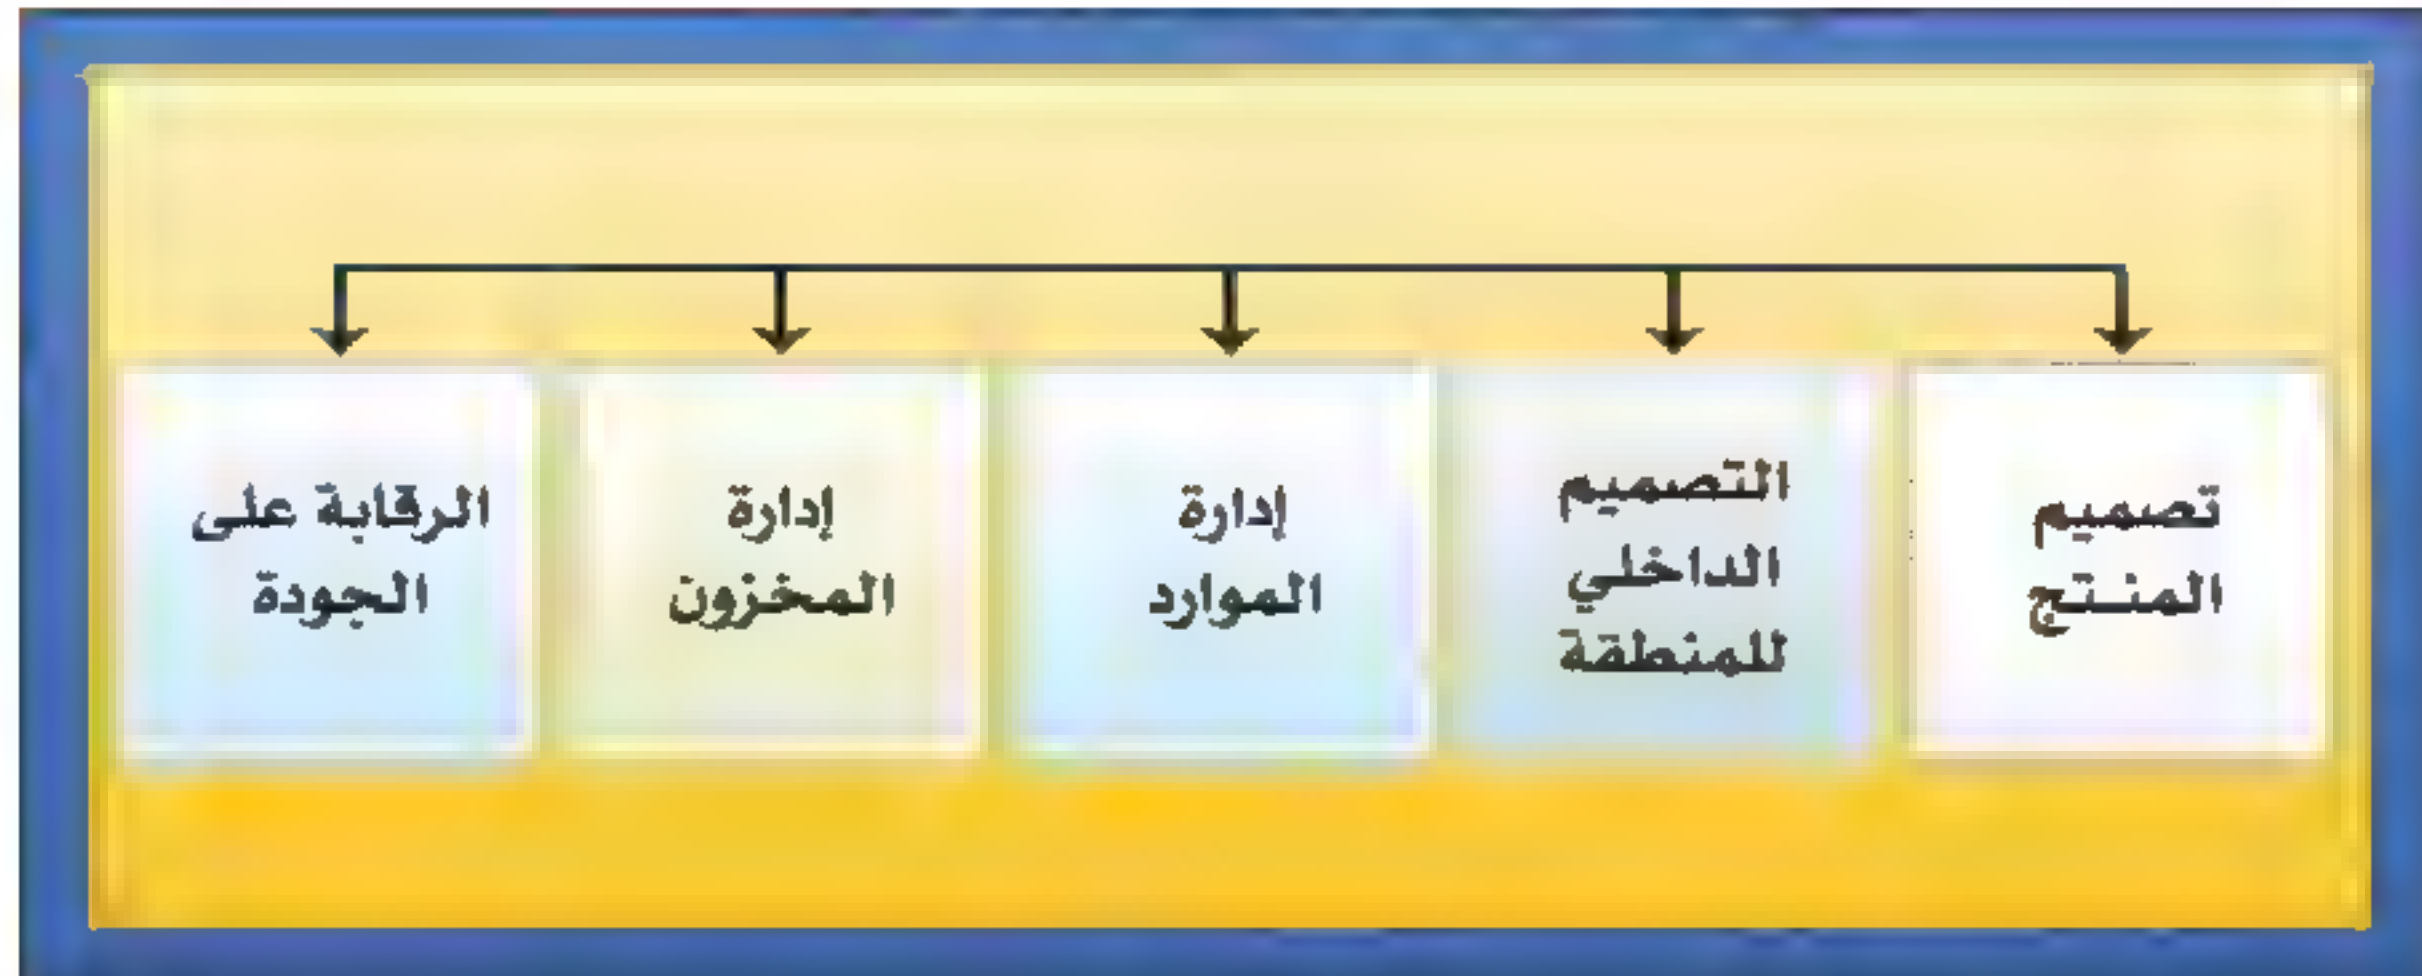 تصميم
المنتج
التصميم
الداخلي
للمنطقة
إدارة
الموارد
إدارة
المخزون
الرقابة على
الجودة